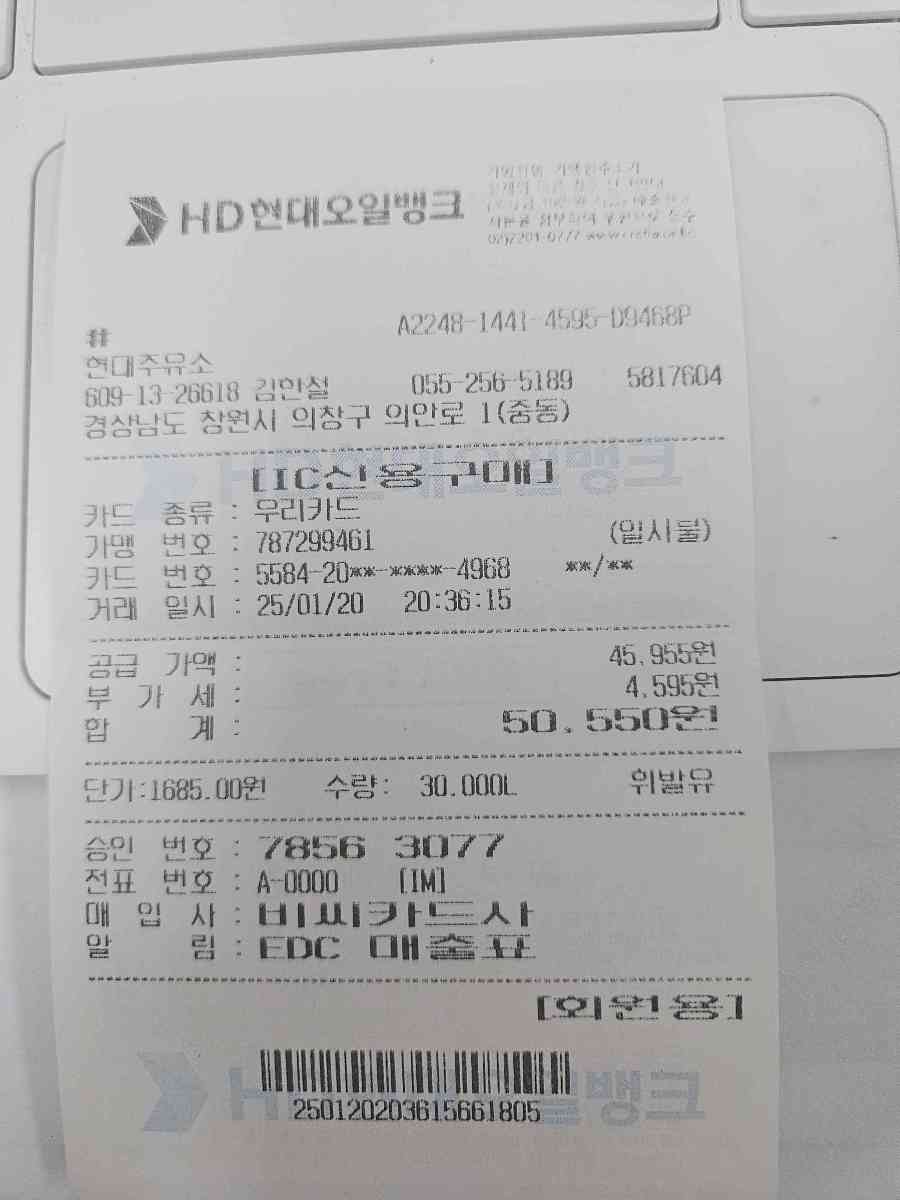 HD현대오일뱅크
A2248-1441-4595-D9468P
##
현대주유소
609-13-26618 김한철 055-256-5189 5817604
경상남도 창원시 의창구 의안로 1(중동)
[IC신용구매]
카드 종류 : 우리카드
가맹 번호 : 787299461 (일시불)
카드 번호 : 5584-20**-****-4968 **/**
거래 일시 : 25/01/20 20:36:15
공급 가액 : 45,955원
부 가 세 : 4,595원
합 계 : 50,550원
단가:1685.00원 수량: 30.000L 휘발유
승인 번호 : 7856 3077
전표 번호 : A-0000 [IM]
매 입 사 : 비씨카드사
알 림 : EDC 매출표
[회원용]
250120203615661805